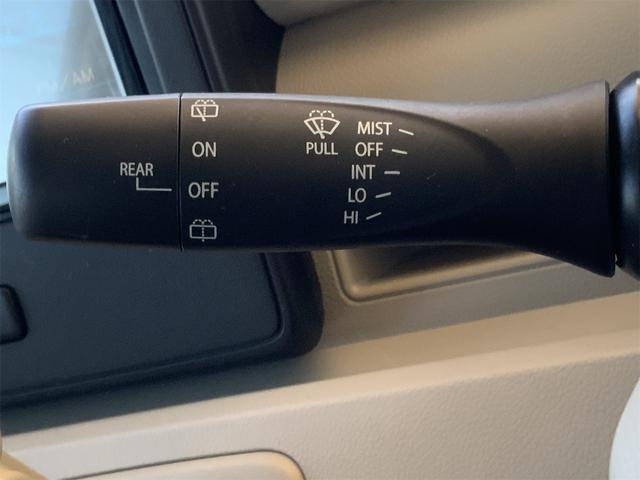 REAR
ON
OFF
PULL
MIST
OFF
INT
LO
HI